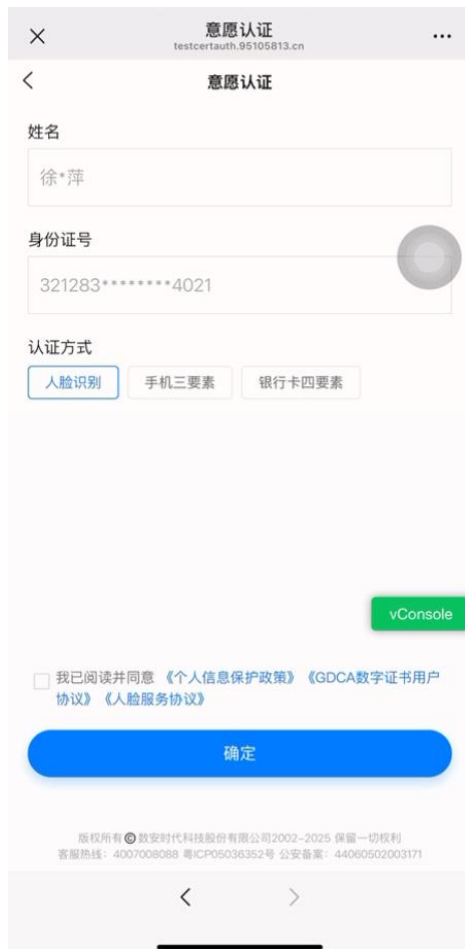 意愿认证
testcertauth.95105813.cn
意愿认证
姓名
徐*萍
身份证号
321283********4021
认证方式
人脸识别 手机三要素 银行卡四要素
vConsole
我已阅读并同意 《个人信息保护政策》《GDCA数字证书用户
协议》《人脸服务协议》
确定
版权所有©数安时代科技股份有限公司2002-2025 保留一切权利
客服热线：4007008088 粤ICP05036352号 公安备案：44060502003171